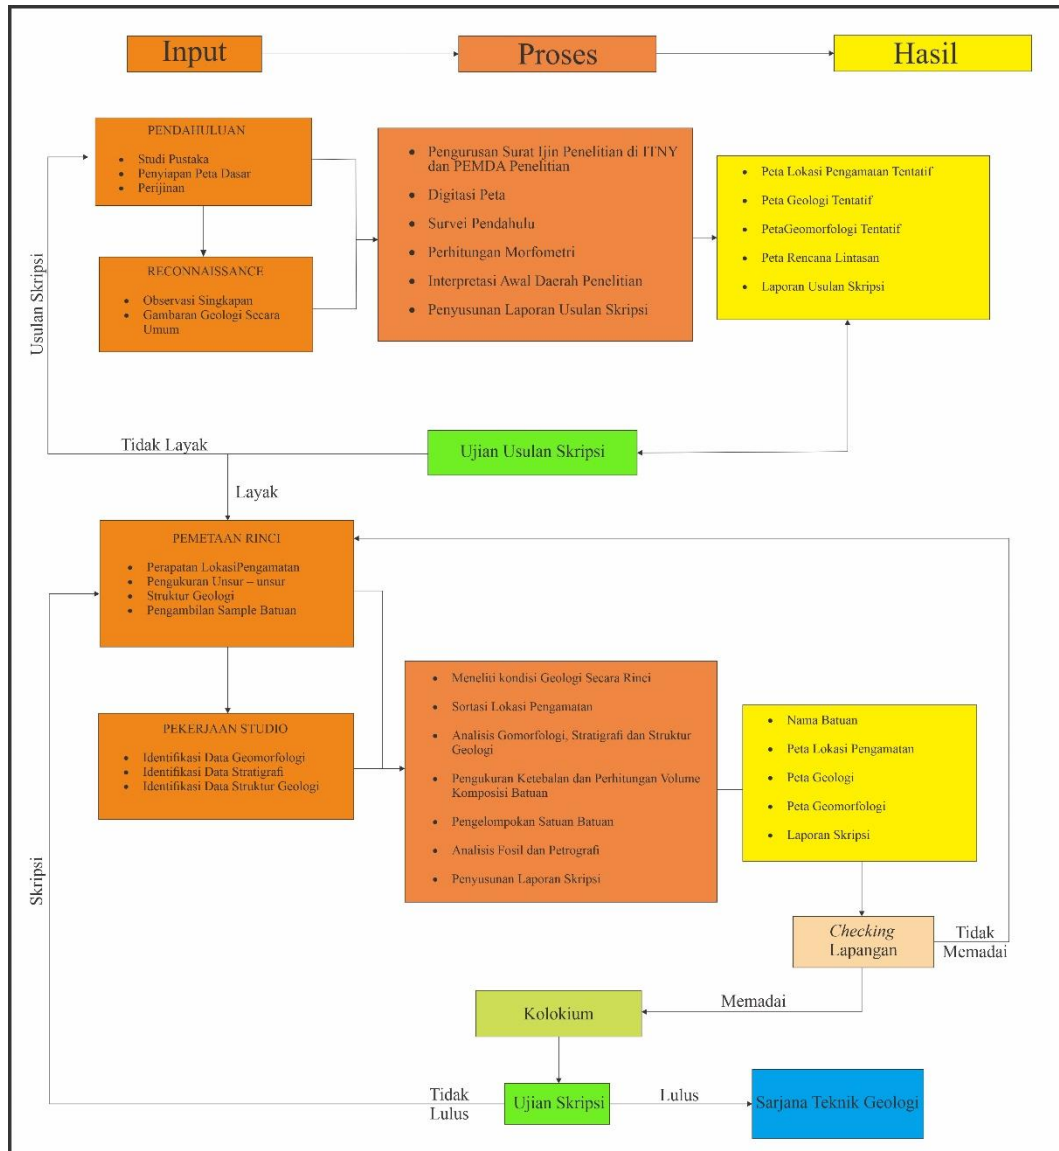 Input
Proses
Hasil
PENDAHULUAN
• Studi Pustaka
• Penyiapan Peta Dasar
• Perijinan
• Pengurusan Surat Ijin Penelitian di ITNY
dan PEMDA Penelitian
• Digitasi Peta
• Survei Pendahulu
• Perhitungan Morfometri
• Interpretasi Awal Daerah Penelitian
• Penyusunan Laporan Usulan Skripsi
• Peta Lokasi Pengamatan Tentatif
• Peta Geologi Tentatif
• PetaGeomorfologi Tentatif
• Peta Rencana Lintasan
• Laporan Usulan Skripsi
RECONNAISSANCE
• Observasi Singkapan
• Gambaran Geologi Secara
Umum
Usulan Skripsi
Tidak Layak
Ujian Usulan Skripsi
Layak
PEMETAAN RINCI
• Perapatan LokasiPengamatan
• Pengukuran Unsur – unsur
• Struktur Geologi
• Pengambilan Sample Batuan
PEKERJAAN STUDIO
• Identifikasi Data Geomorfologi
• Identifikasi Data Stratigrafi
• Identifikasi Data Struktur Geologi
• Meneliti kondisi Geologi Secara Rinci
• Sortasi Lokasi Pengamatan
• Analisis Gomorfologi, Stratigrafi dan Struktur
Geologi
• Pengukuran Ketebalan dan Perhitungan Volume
Komposisi Batuan
• Pengelompokan Satuan Batuan
• Analisis Fosil dan Petrografi
• Penyusunan Laporan Skripsi
• Nama Batuan
• Peta Lokasi Pengamatan
• Peta Geologi
• Peta Geomorfologi
• Laporan Skripsi
Skripsi
Checking
Lapangan
Tidak
Memadai
Memadai
Kolokium
Tidak
Lulus
Ujian Skripsi
Lulus
Sarjana Teknik Geologi